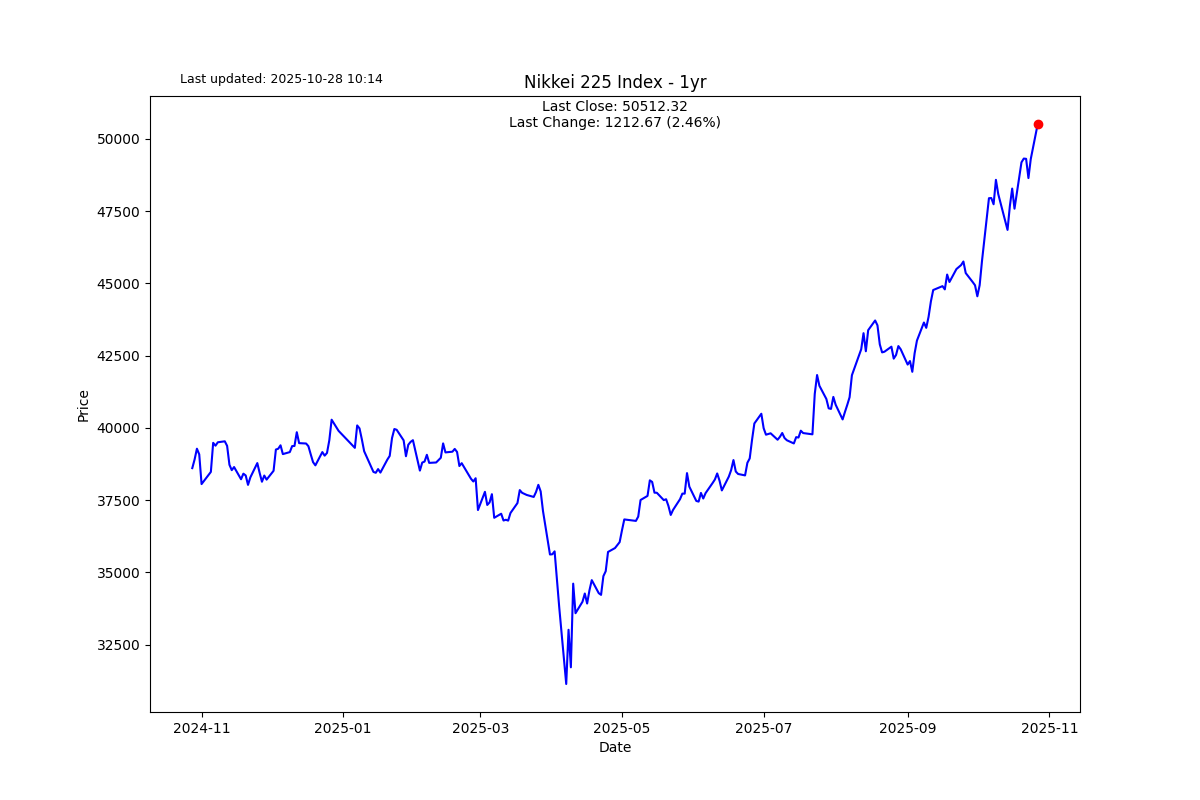 Last updated: 2025-10-28 10:14
Nikkei 225 Index - 1yr
Last Close: 50512.32
Last Change: 1212.67 (2.46%)
Price
50000
47500
45000
42500
40000
37500
35000
32500
2024-11
2025-01
2025-03
2025-05
2025-07
2025-09
2025-11
Date